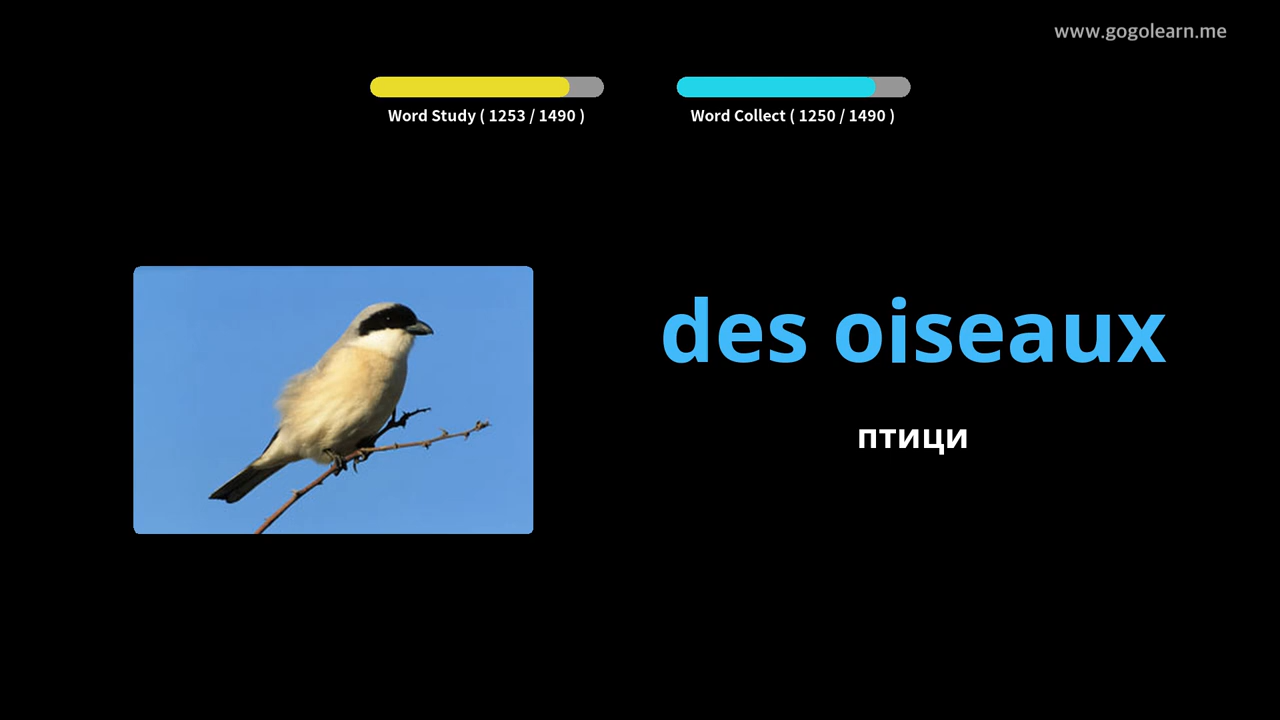 www.gogolearn.me
Word Study ( 1253 / 1490 )
Word Collect ( 1250 / 1490 )
des oiseaux
птици